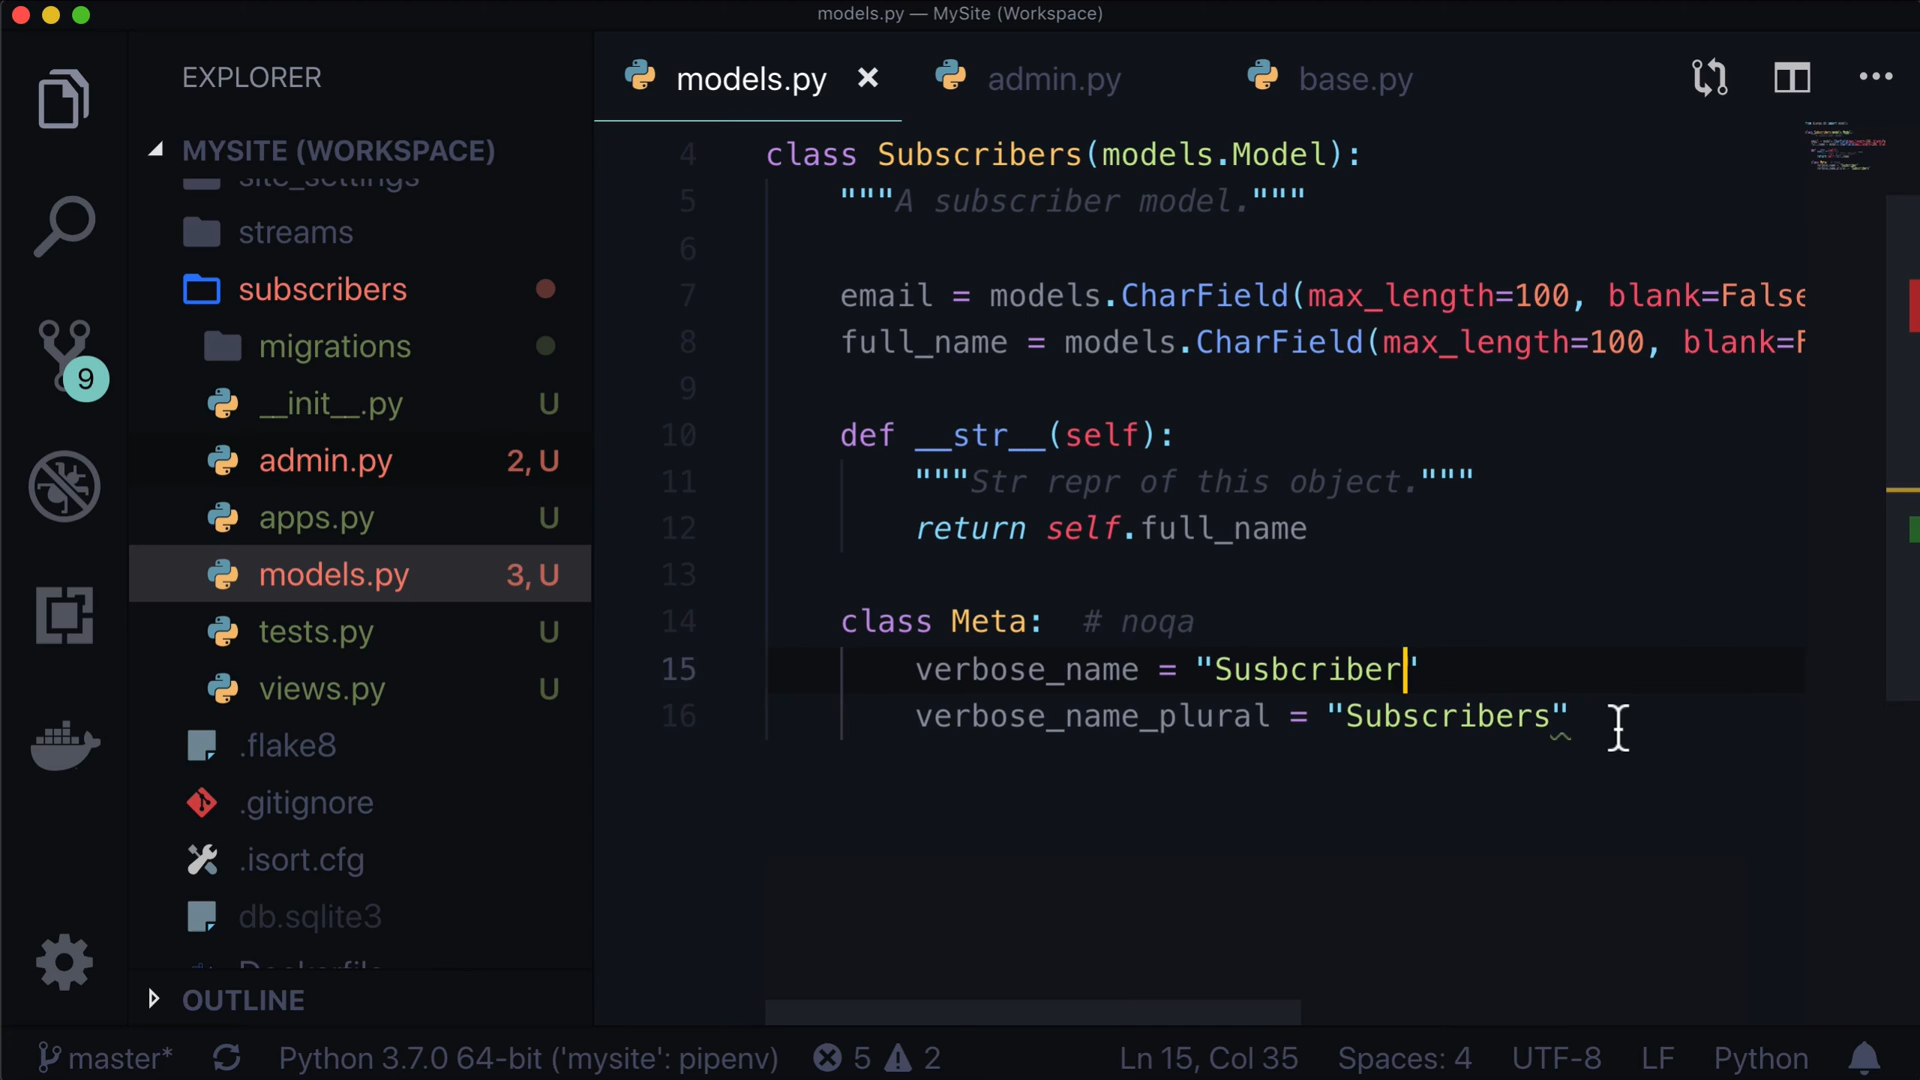 models.py — MySite (Workspace)
EXPLORER
MYSITE (WORKSPACE)
site_settings
streams
subscribers
migrations
__init__.py U
admin.py 2, U
apps.py U
models.py 3, U
tests.py U
views.py U
.flake8
.gitignore
.isort.cfg
db.sqlite3
Dockerfile
OUTLINE
9
models.py admin.py base.py
4 class Subscribers(models.Model):
5 """A subscriber model."""
6
7 email = models.CharField(max_length=100, blank=False
8 full_name = models.CharField(max_length=100, blank=F
9
10 def __str__(self):
11 """Str repr of this object."""
12 return self.full_name
13
14 class Meta:  # noqa
15 verbose_name = "Susbcriber"
16 verbose_name_plural = "Subscribers"
master* Python 3.7.0 64-bit ('mysite': pipenv) 5 2 Ln 15, Col 35 Spaces: 4 UTF-8 LF Python